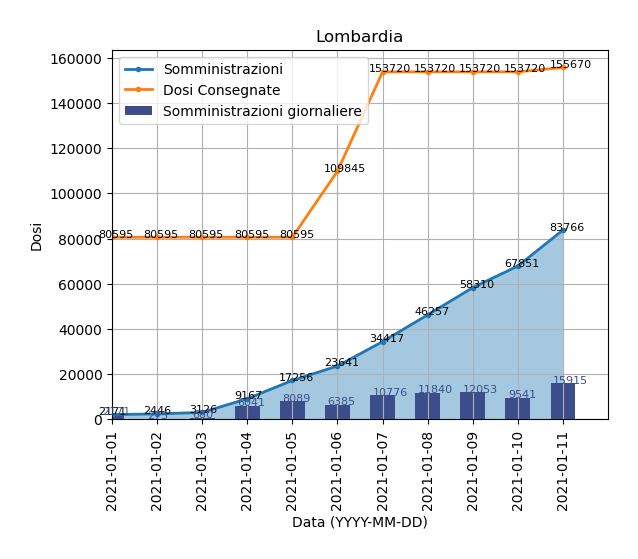 Lombardia
160000
140000
120000
100000
80000
60000
40000
20000
0
Dosi
Somministrazioni
Dosi Consegnate
Somministrazioni giornaliere
80595 80595 80595 80595 80595 109845 153720 153720 153720 153720 155670
2171 2446 3126 9167 17256 23641 34417 46257 58310 67851 83766
6041 8089 6385 10776 11840 12053 9541 15915
2021-01-01
2021-01-02
2021-01-03
2021-01-04
2021-01-05
2021-01-06
2021-01-07
2021-01-08
2021-01-09
2021-01-10
2021-01-11
Data (YYYY-MM-DD)